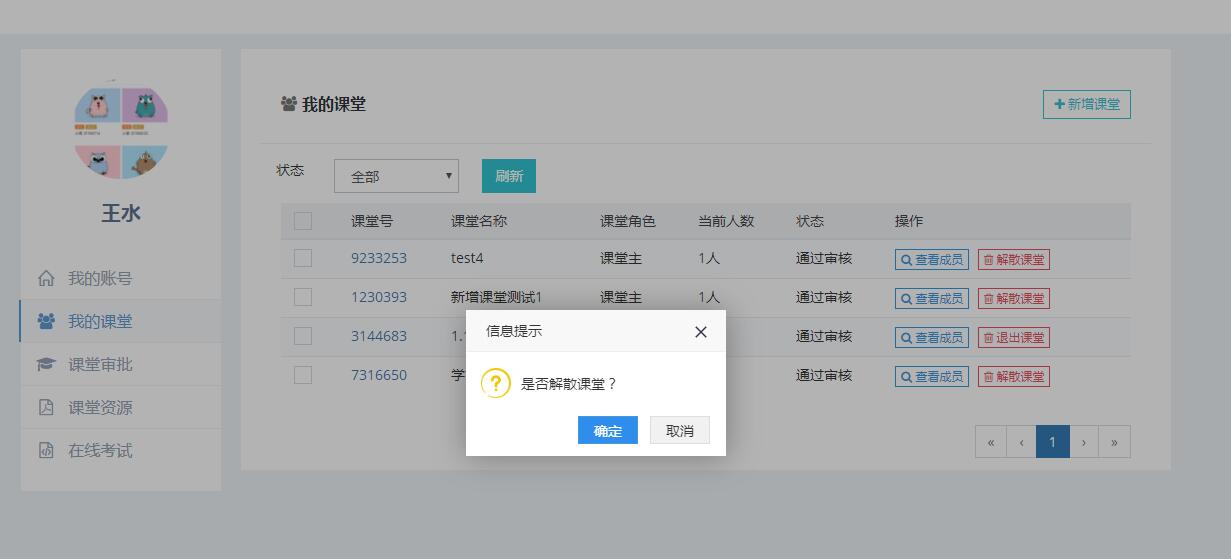 王水
我的账号
我的课堂
课堂审批
课堂资源
在线考试
我的课堂
新增课堂
状态 全部 刷新
课堂号 课堂名称 课堂角色 当前人数 状态 操作
9233253 test4 课堂主 1人 通过审核 查看成员 解散课堂
1230393 新增课堂测试1 课堂主 1人 通过审核 查看成员 解散课堂
3144683 1. 通过审核 查看成员 退出课堂
7316650 学 通过审核 查看成员 解散课堂
信息提示
是否解散课堂？
确定 取消
« ‹ 1 › »